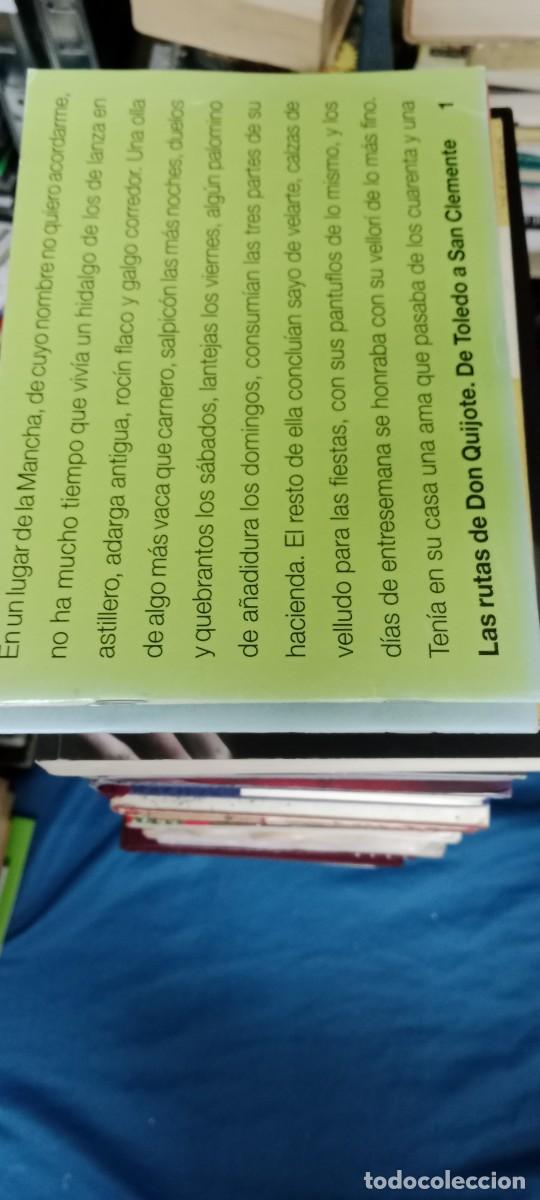 En un lugar de la Mancha, de cuyo nombre no quiero acordarme,
no ha mucho tiempo que vivía un hidalgo de los de lanza en
astillero, adarga antigua, rocín flaco y galgo corredor. Una olla
de algo más vaca que carnero, salpicón las más noches, duelos
y quebrantos los sábados, lantejas los viernes, algún palomino
de añadidura los domingos, consumían las tres partes de su
hacienda. El resto de ella concluían sayo de velarte, calzas de
velludo para las fiestas, con sus pantuflos de lo mismo, y los
días de entresemana se honraba con su vellorí de lo más fino.
Tenía en su casa una ama que pasaba de los cuarenta y una
Las rutas de Don Quijote. De Toledo a San Clemente 1
todocoleccion